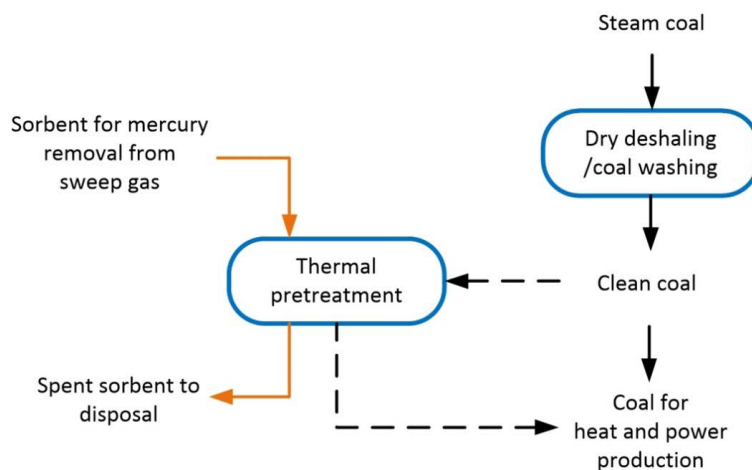 Steam coal
Dry deshaling
/coal washing
Sorbent for mercury
removal from
sweep gas
Thermal
pretreatment
Clean coal
Spent sorbent to
disposal
Coal for
heat and power
production